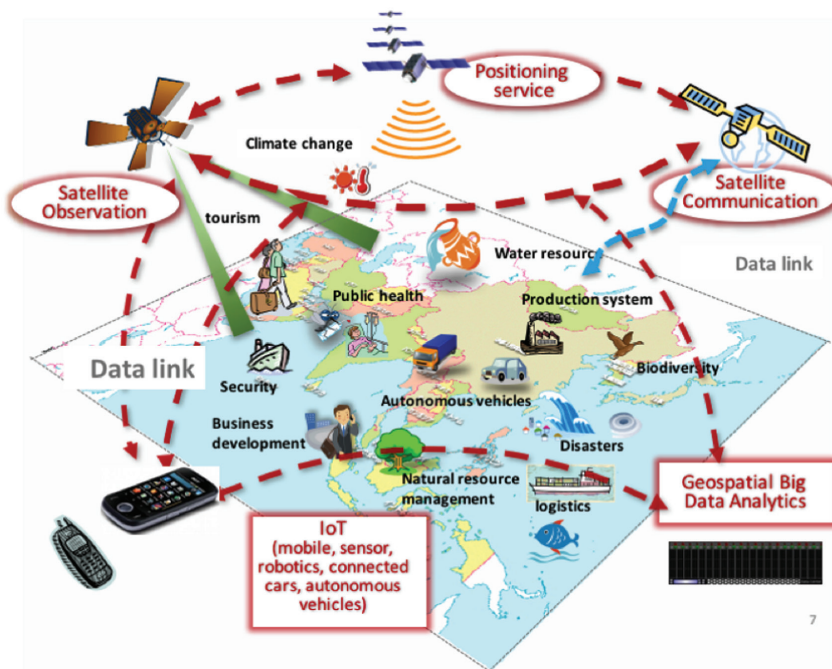 Positioning
service
Climate change
Satellite
Observation
Satellite
Communication
tourism
Water resourc
Data link
Public health
Production system
Data link
Biodiversity
Security
Autonomous vehicles
Business
development
Disasters
Natural resource
management
Geospatial Big
Data Analytics
logistics
IoT
(mobile, sensor,
robotics, connected
cars, autonomous
vehicles)
7